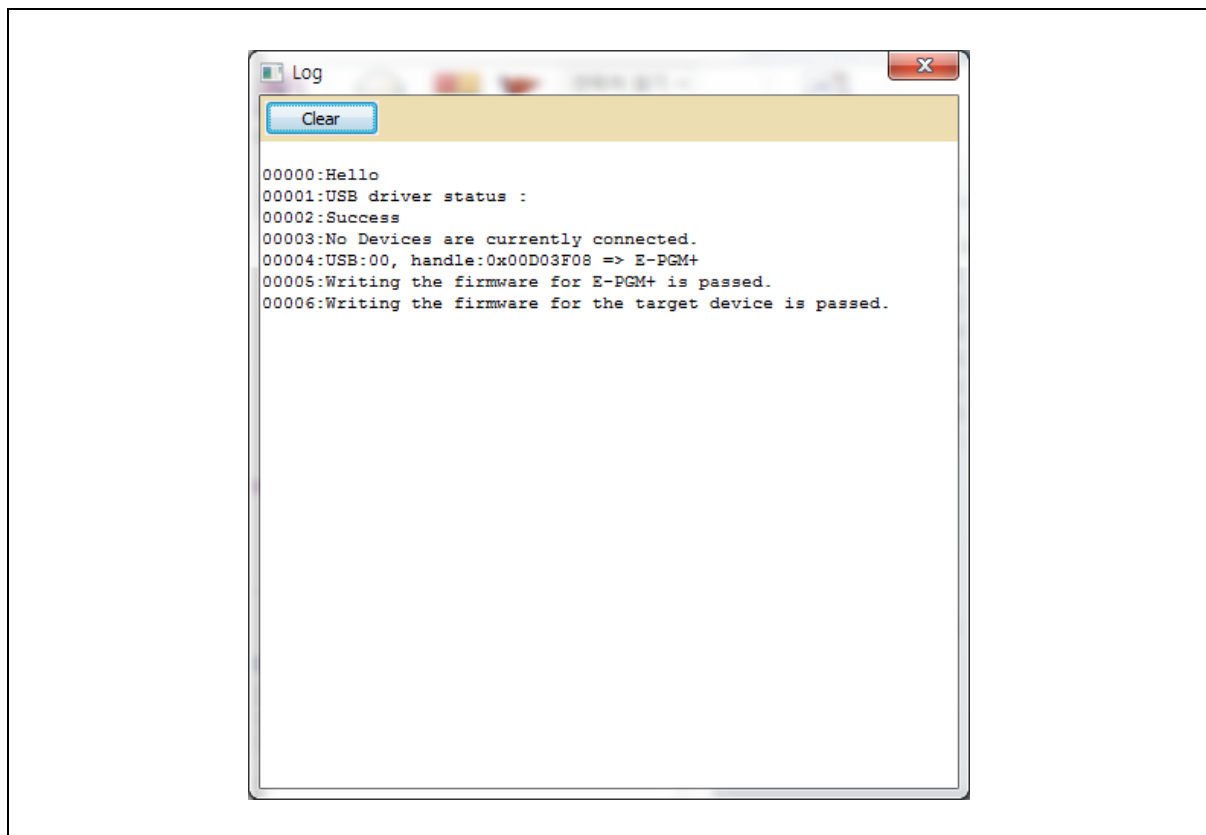 Log
Clear
00000:Hello
00001:USB driver status :
00002:Success
00003:No Devices are currently connected.
00004:USB:00, handle:0x00D03F08 => E-PGM+
00005:Writing the firmware for E-PGM+ is passed.
00006:Writing the firmware for the target device is passed.